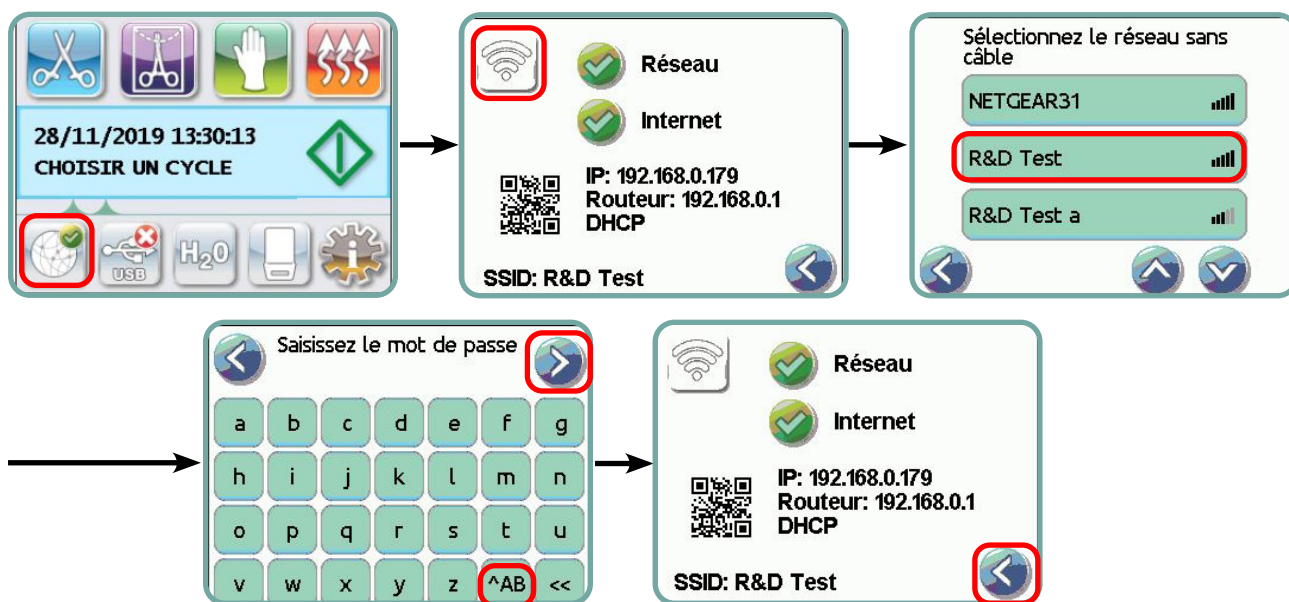 28/11/2019 13:30:13
CHOISIR UN CYCLE
USB
H2O
i
Réseau
Internet
IP: 192.168.0.179
Routeur: 192.168.0.1
DHCP
SSID: R&D Test
Sélectionnez le réseau sans
câble
NETGEAR31
R&D Test
R&D Test a
Saisissez le mot de passe
a b c d e f g
h i j k l m n
o p q r s t u
v w x y z ^AB <<
Réseau
Internet
IP: 192.168.0.179
Routeur: 192.168.0.1
DHCP
SSID: R&D Test